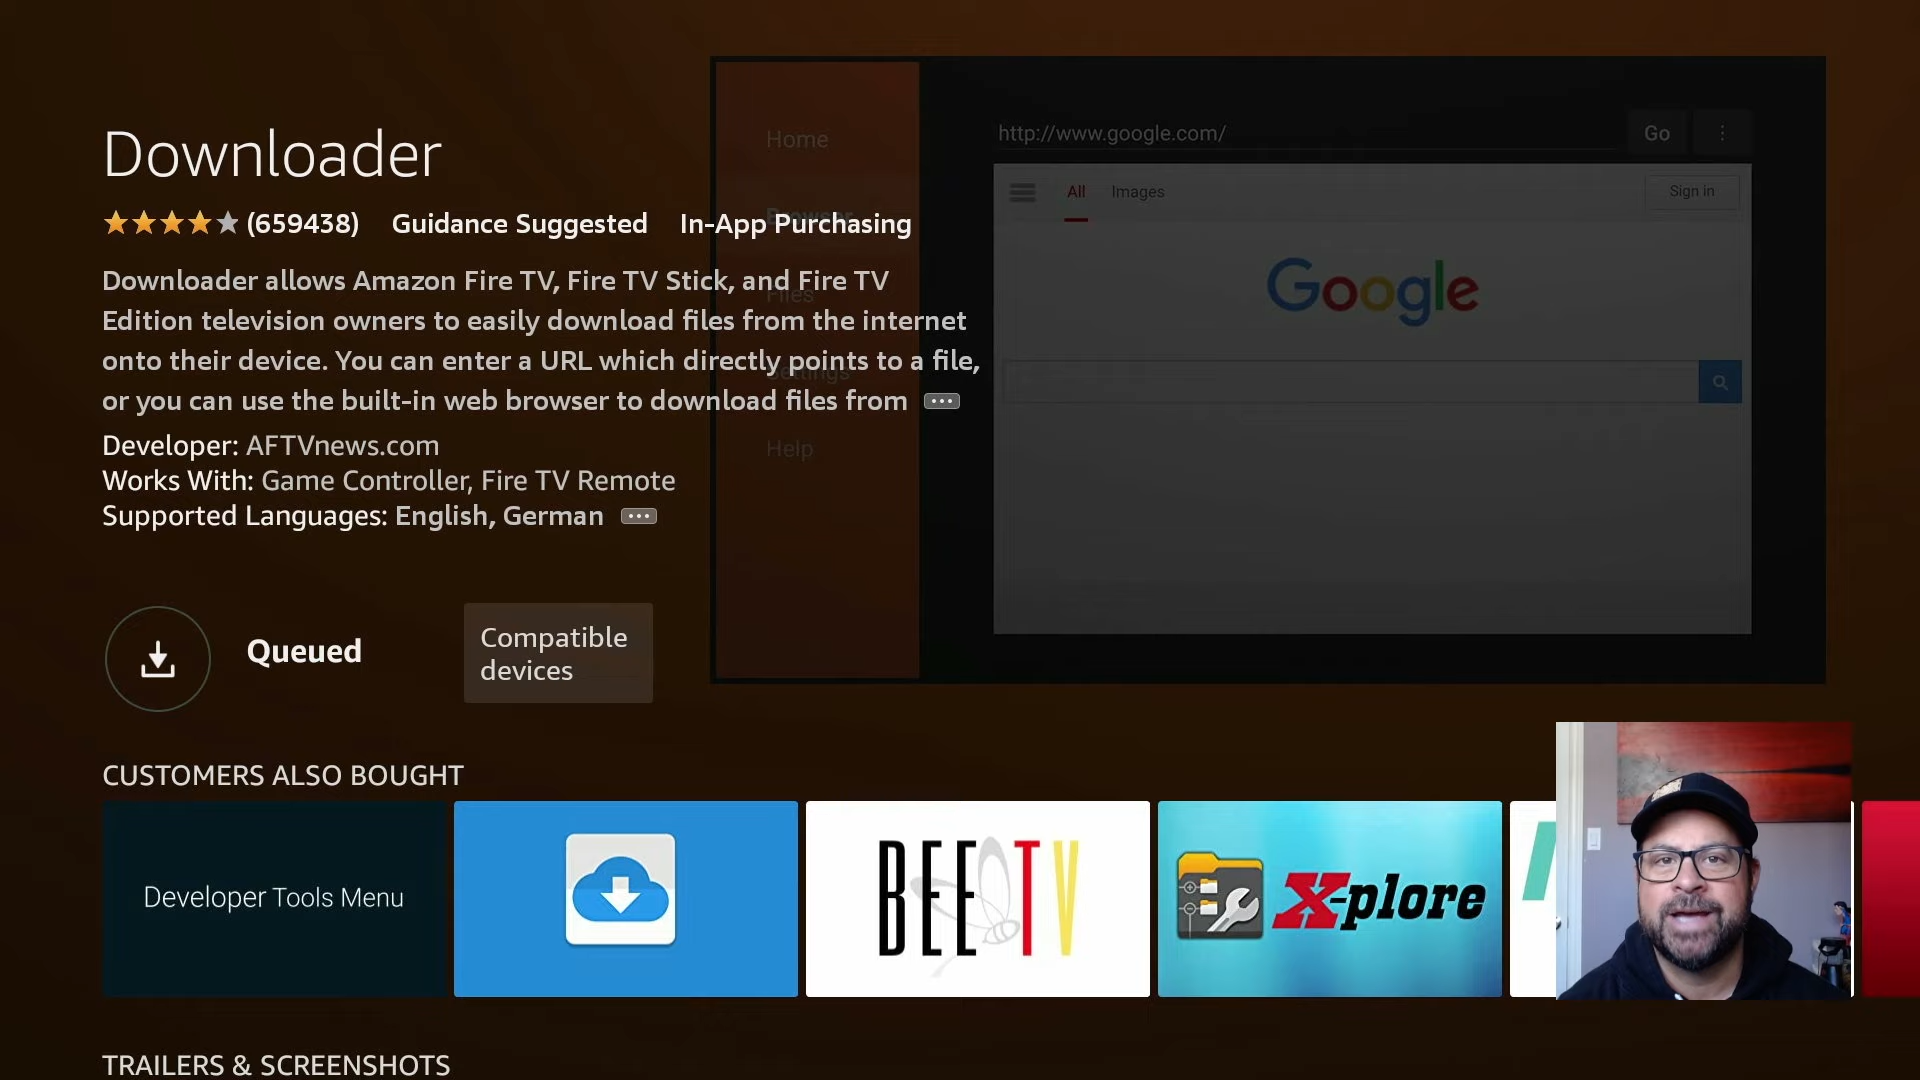 Downloader
(659438) Guidance Suggested In-App Purchasing
Downloader allows Amazon Fire TV, Fire TV Stick, and Fire TV
Edition television owners to easily download files from the internet
onto their device. You can enter a URL which directly points to a file,
or you can use the built-in web browser to download files from
Developer: AFTVnews.com
Works With: Game Controller, Fire TV Remote
Supported Languages: English, German
Home
Browser
Files
Settings
Help
http://www.google.com/
Go
All Images
Sign in
Google
Queued
Compatible
devices
CUSTOMERS ALSO BOUGHT
Developer Tools Menu
BEETV
X-plore
TRAILERS & SCREENSHOTS